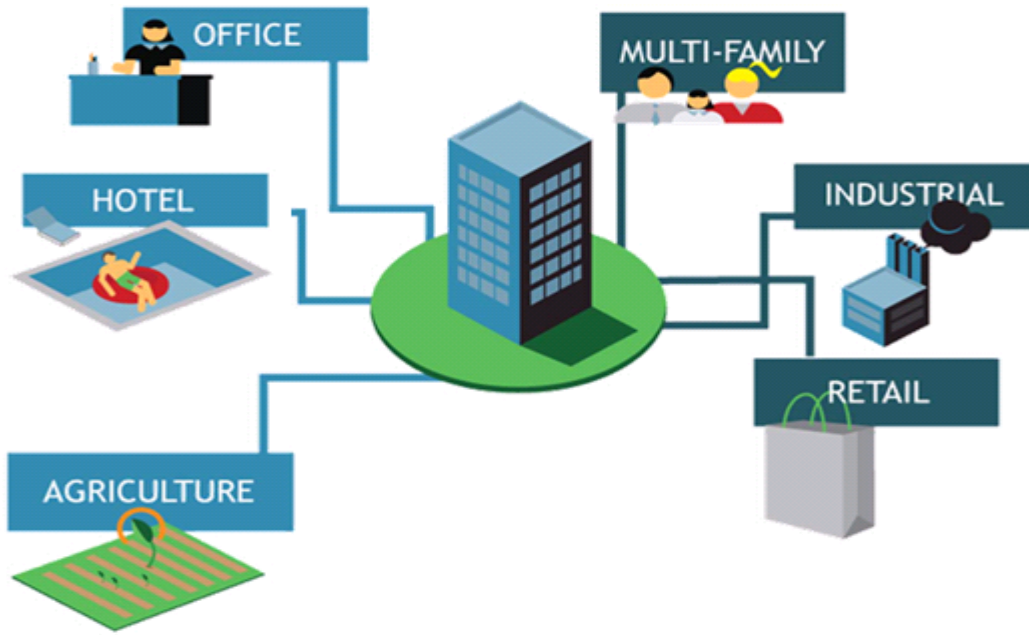 OFFICE
MULTI-FAMILY
HOTEL
INDUSTRIAL
RETAIL
AGRICULTURE